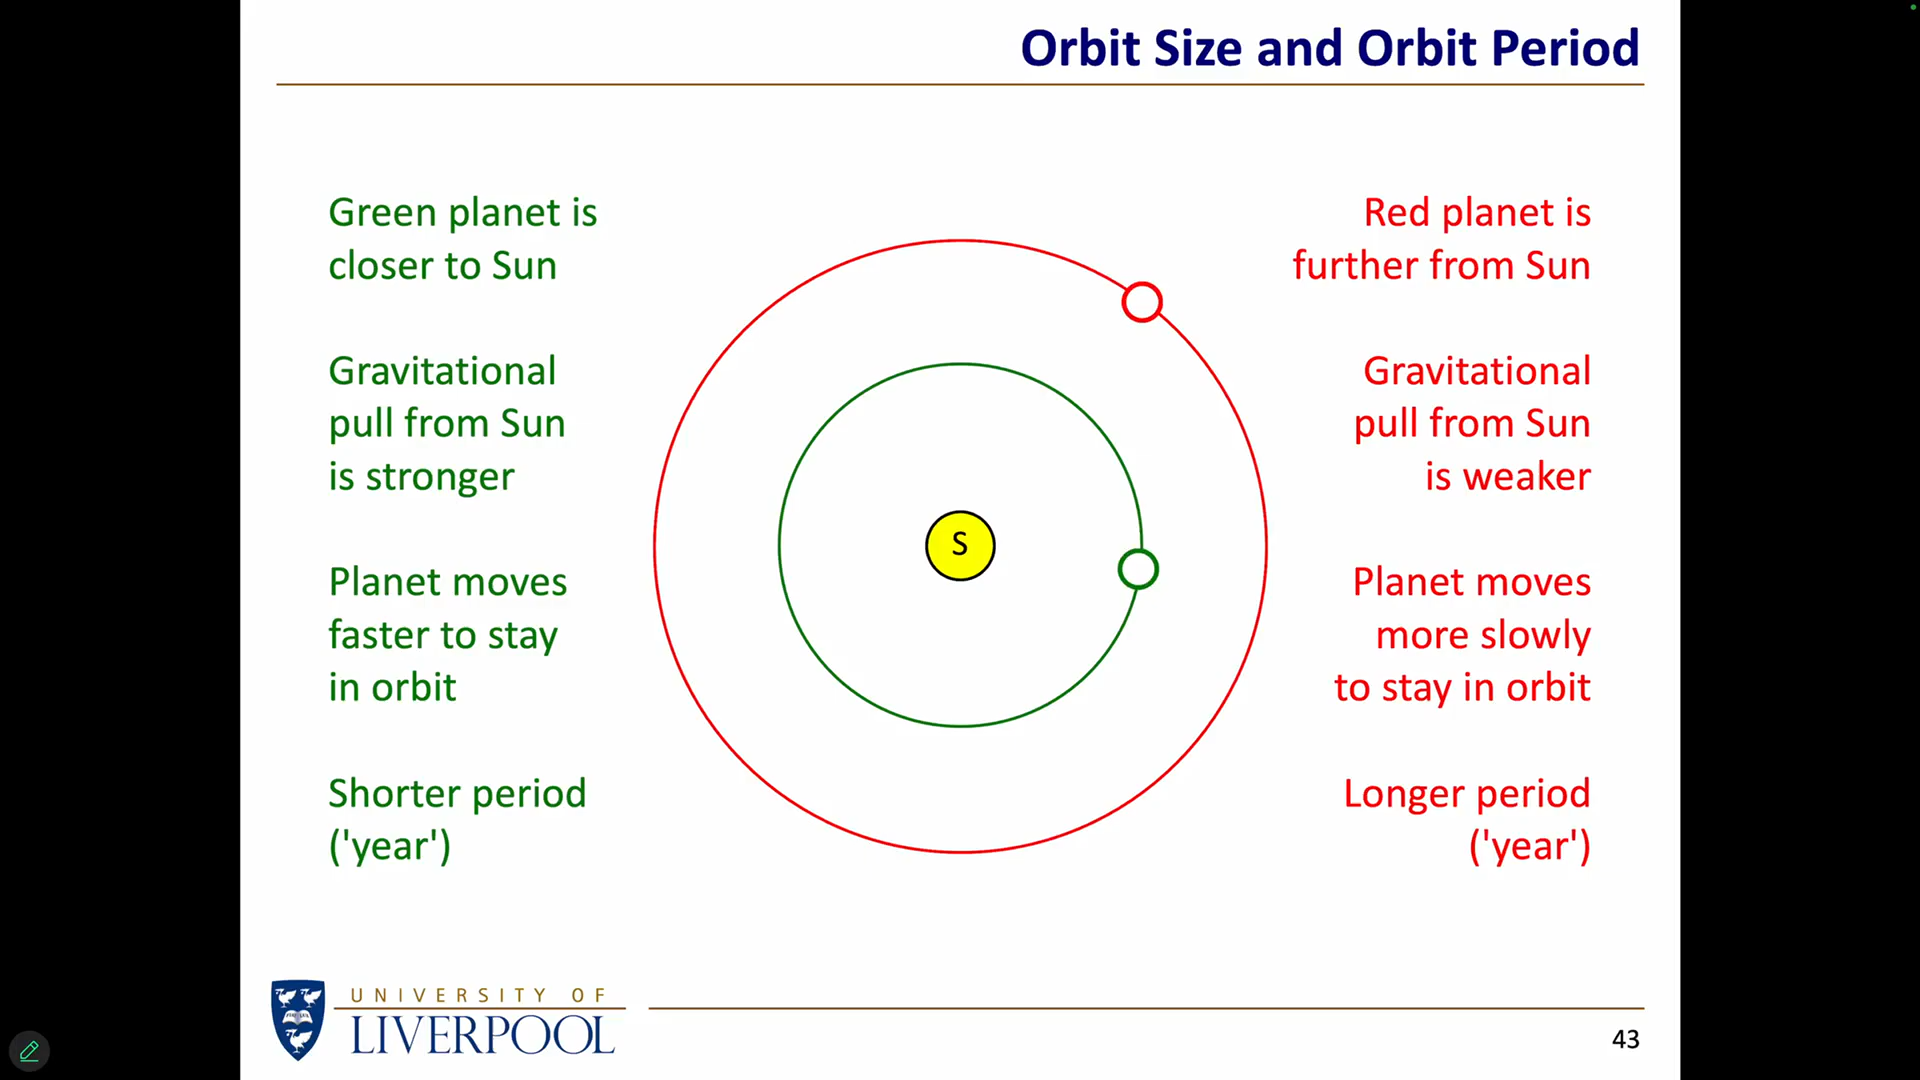 Orbit Size and Orbit Period
Green planet is
closer to Sun
Gravitational
pull from Sun
is stronger
Planet moves
faster to stay
in orbit
Shorter period
('year')
S
Red planet is
further from Sun
Gravitational
pull from Sun
is weaker
Planet moves
more slowly
to stay in orbit
Longer period
('year')
UNIVERSITY OF
LIVERPOOL
43